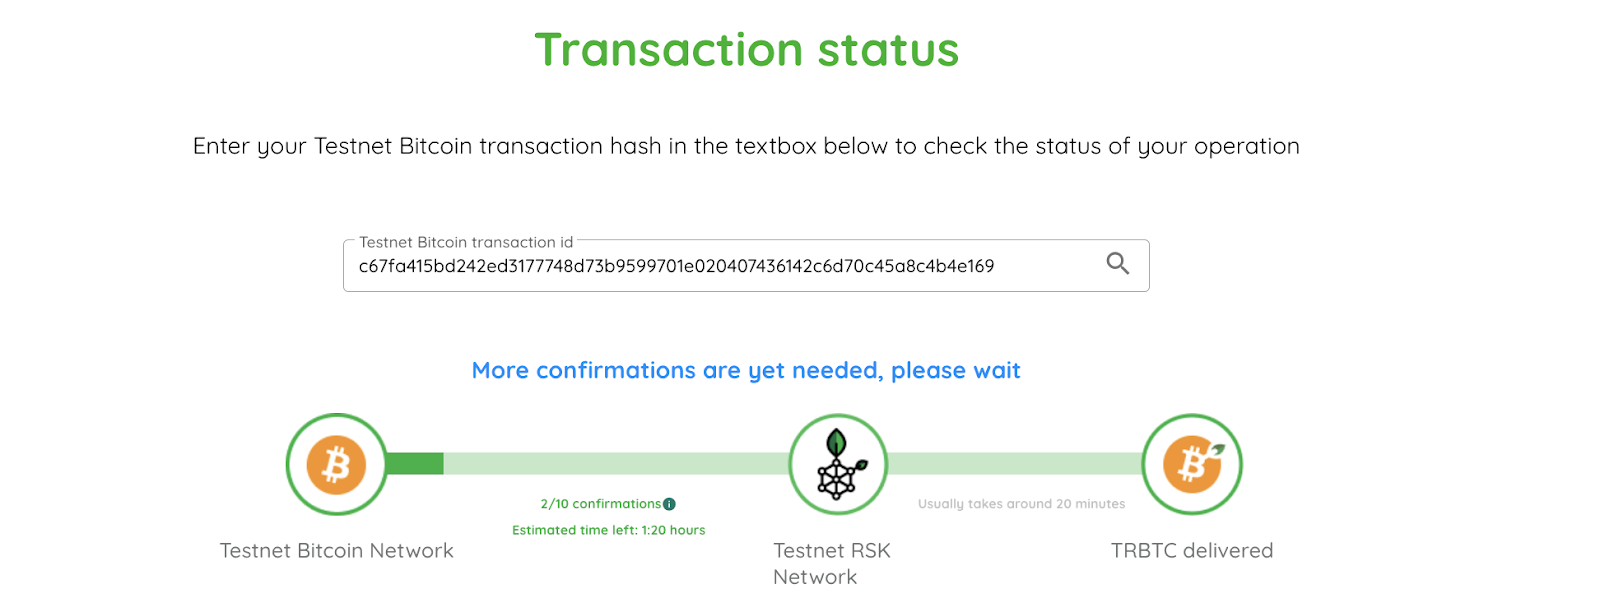 Transaction status
Enter your Testnet Bitcoin transaction hash in the textbox below to check the status of your operation
Testnet Bitcoin transaction id
c67fa415bd242ed3177748d73b9599701e020407436142c6d70c45a8c4b4e169
More confirmations are yet needed, please wait
2/10 confirmations
Usually takes around 20 minutes
Estimated time left: 1:20 hours
Testnet Bitcoin Network
Testnet RSK
Network
TRBTC delivered